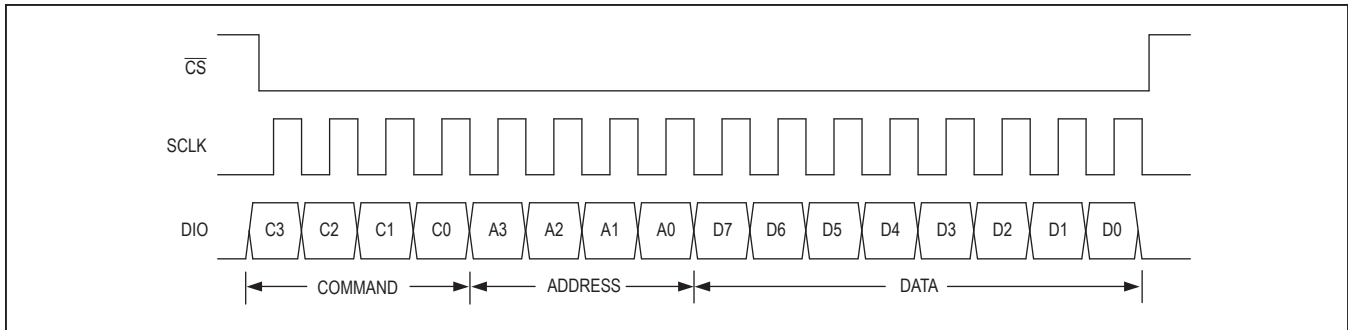 C̅S̅
SCLK
DIO C3 C2 C1 C0 A3 A2 A1 A0 D7 D6 D5 D4 D3 D2 D1 D0
COMMAND ADDRESS DATA